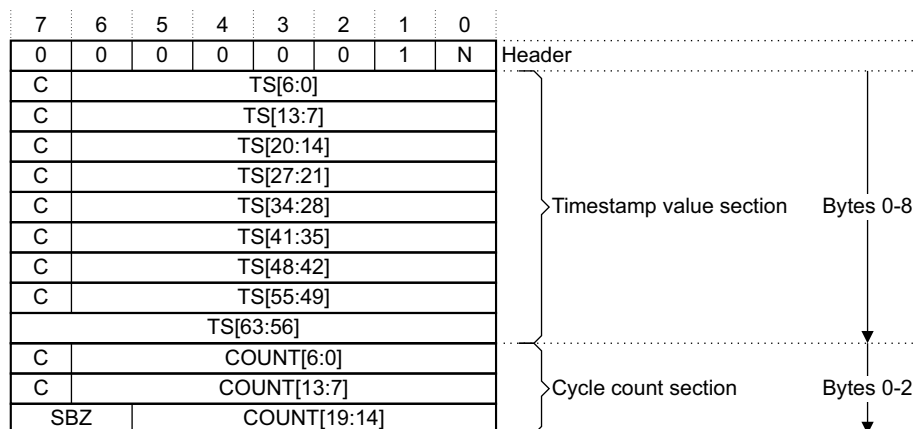 7 6 5 4 3 2 1 0
0 0 0 0 0 0 1 N Header
C TS[6:0]
C TS[13:7]
C TS[20:14]
C TS[27:21]
C TS[34:28] Timestamp value section Bytes 0-8
C TS[41:35]
C TS[48:42]
C TS[55:49]
TS[63:56]
C COUNT[6:0]
C COUNT[13:7] Cycle count section Bytes 0-2
SBZ COUNT[19:14]